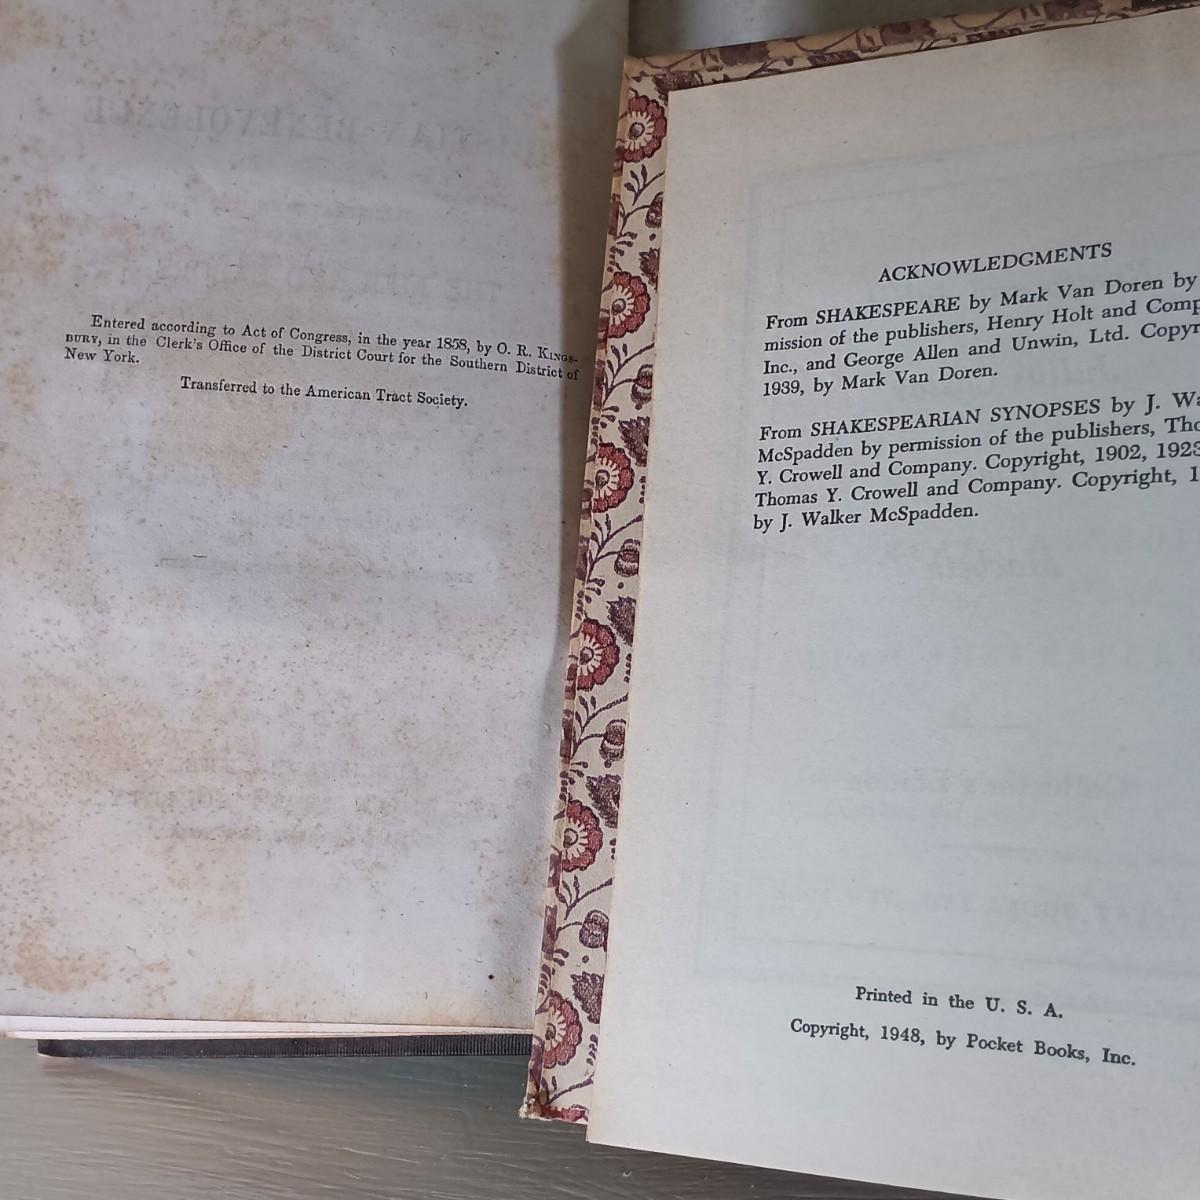 Entered according to Act of Congress, in the year 1858, by O. R. KINGS-
BURY, in the Clerk's Office of the District Court for the Southern District of
New York.
Transferred to the American Tract Society.
ACKNOWLEDGMENTS
From SHAKESPEARE by Mark Van Doren by
mission of the publishers, Henry Holt and Comp
Inc., and George Allen and Unwin, Ltd. Copyr
1939, by Mark Van Doren.
From SHAKESPEARIAN SYNOPSES by J. Wa
McSpadden by permission of the publishers, Tho
Y. Crowell and Company. Copyright, 1902, 1923
Thomas Y. Crowell and Company. Copyright, 1
by J. Walker McSpadden.
Printed in the U. S. A.
Copyright, 1948, by Pocket Books, Inc.